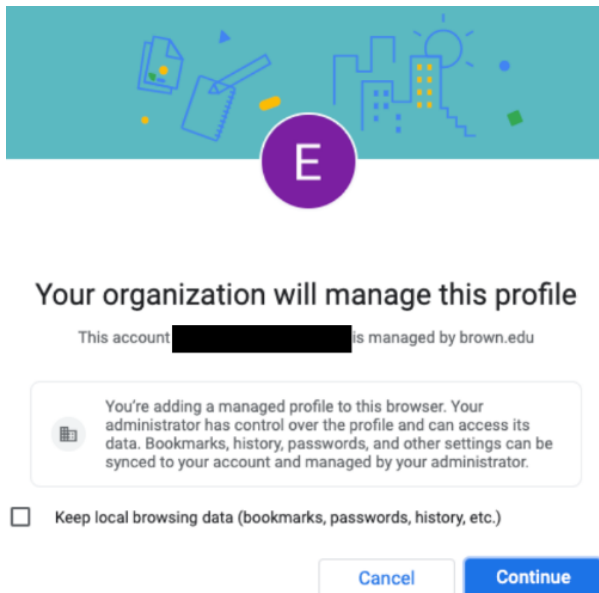 E
Your organization will manage this profile
This account is managed by brown.edu
You're adding a managed profile to this browser. Your
administrator has control over the profile and can access its
data. Bookmarks, history, passwords, and other settings can be
synced to your account and managed by your administrator.
Keep local browsing data (bookmarks, passwords, history, etc.)
Cancel Continue